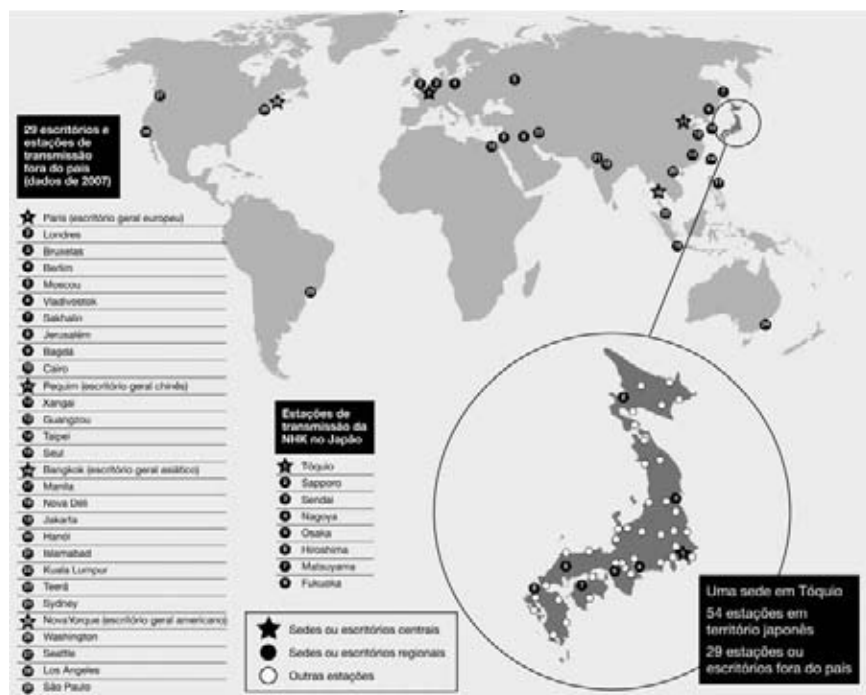 29 escritórios e
estações de
transmissão
fora do país
(dados de 2007)
Paris (escritório geral europeu)
Londres
Bruxelas
Berlim
Moscou
Vladivostok
Sakhalin
Jerusalém
Bagdá
Cairo
Pequim (escritório geral chinês)
Xangai
Guangzou
Taipei
Seul
Bangkok (escritório geral asiático)
Manila
Nova Déli
Jakarta
Hanói
Islamabad
Kuala Lumpur
Teerã
Sydney
Nova Yorque (escritório geral americano)
Washington
Seattle
Los Angeles
São Paulo
Estações de
transmissão da
NHK no Japão
Tóquio
Sapporo
Sendai
Nagoya
Osaka
Hiroshima
Matsuyama
Fukuoka
Sedes ou escritórios centrais
Sedes ou escritórios regionais
Outras estações
Uma sede em Tóquio
54 estações em
território japonês
29 estações ou
escritórios fora do país